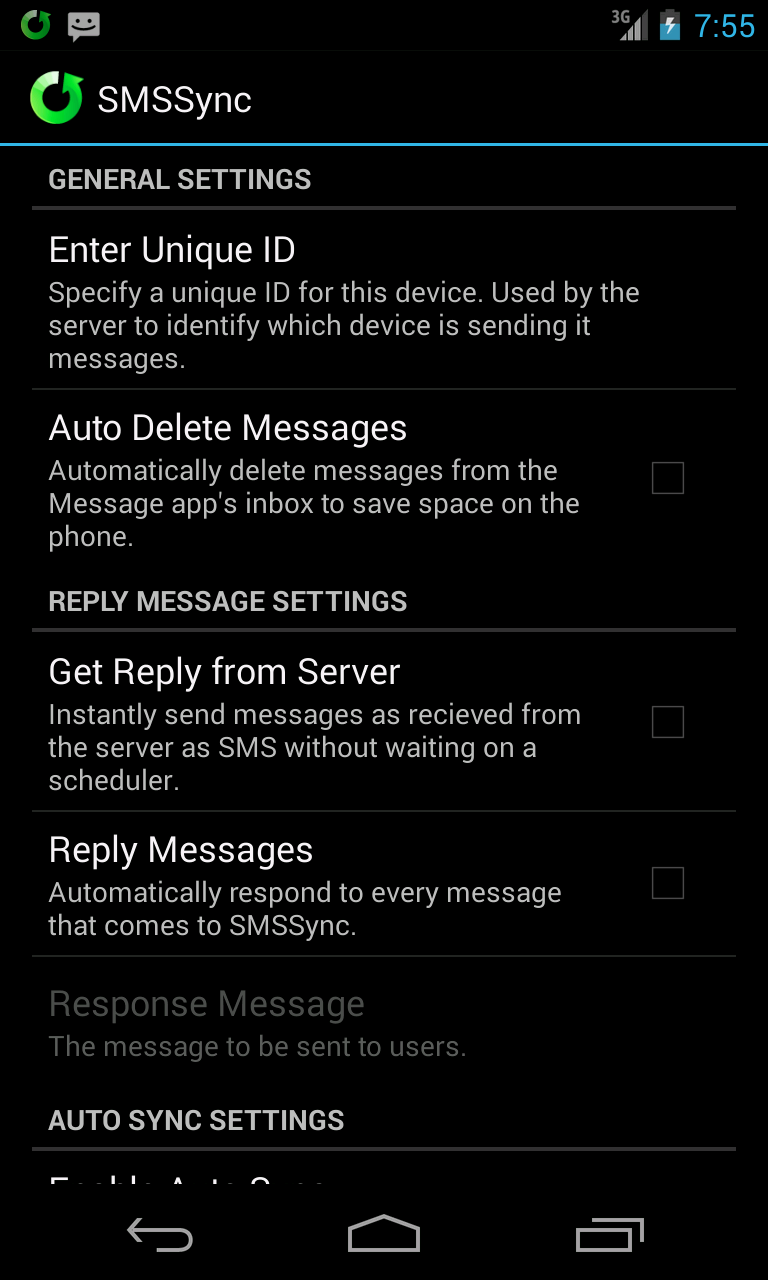 3G 7:55
SMSSync
GENERAL SETTINGS
Enter Unique ID
Specify a unique ID for this device. Used by the
server to identify which device is sending it
messages.
Auto Delete Messages
Automatically delete messages from the
Message app's inbox to save space on the
phone.
REPLY MESSAGE SETTINGS
Get Reply from Server
Instantly send messages as recieved from
the server as SMS without waiting on a
scheduler.
Reply Messages
Automatically respond to every message
that comes to SMSSync.
Response Message
The message to be sent to users.
AUTO SYNC SETTINGS
Enable Auto Sync